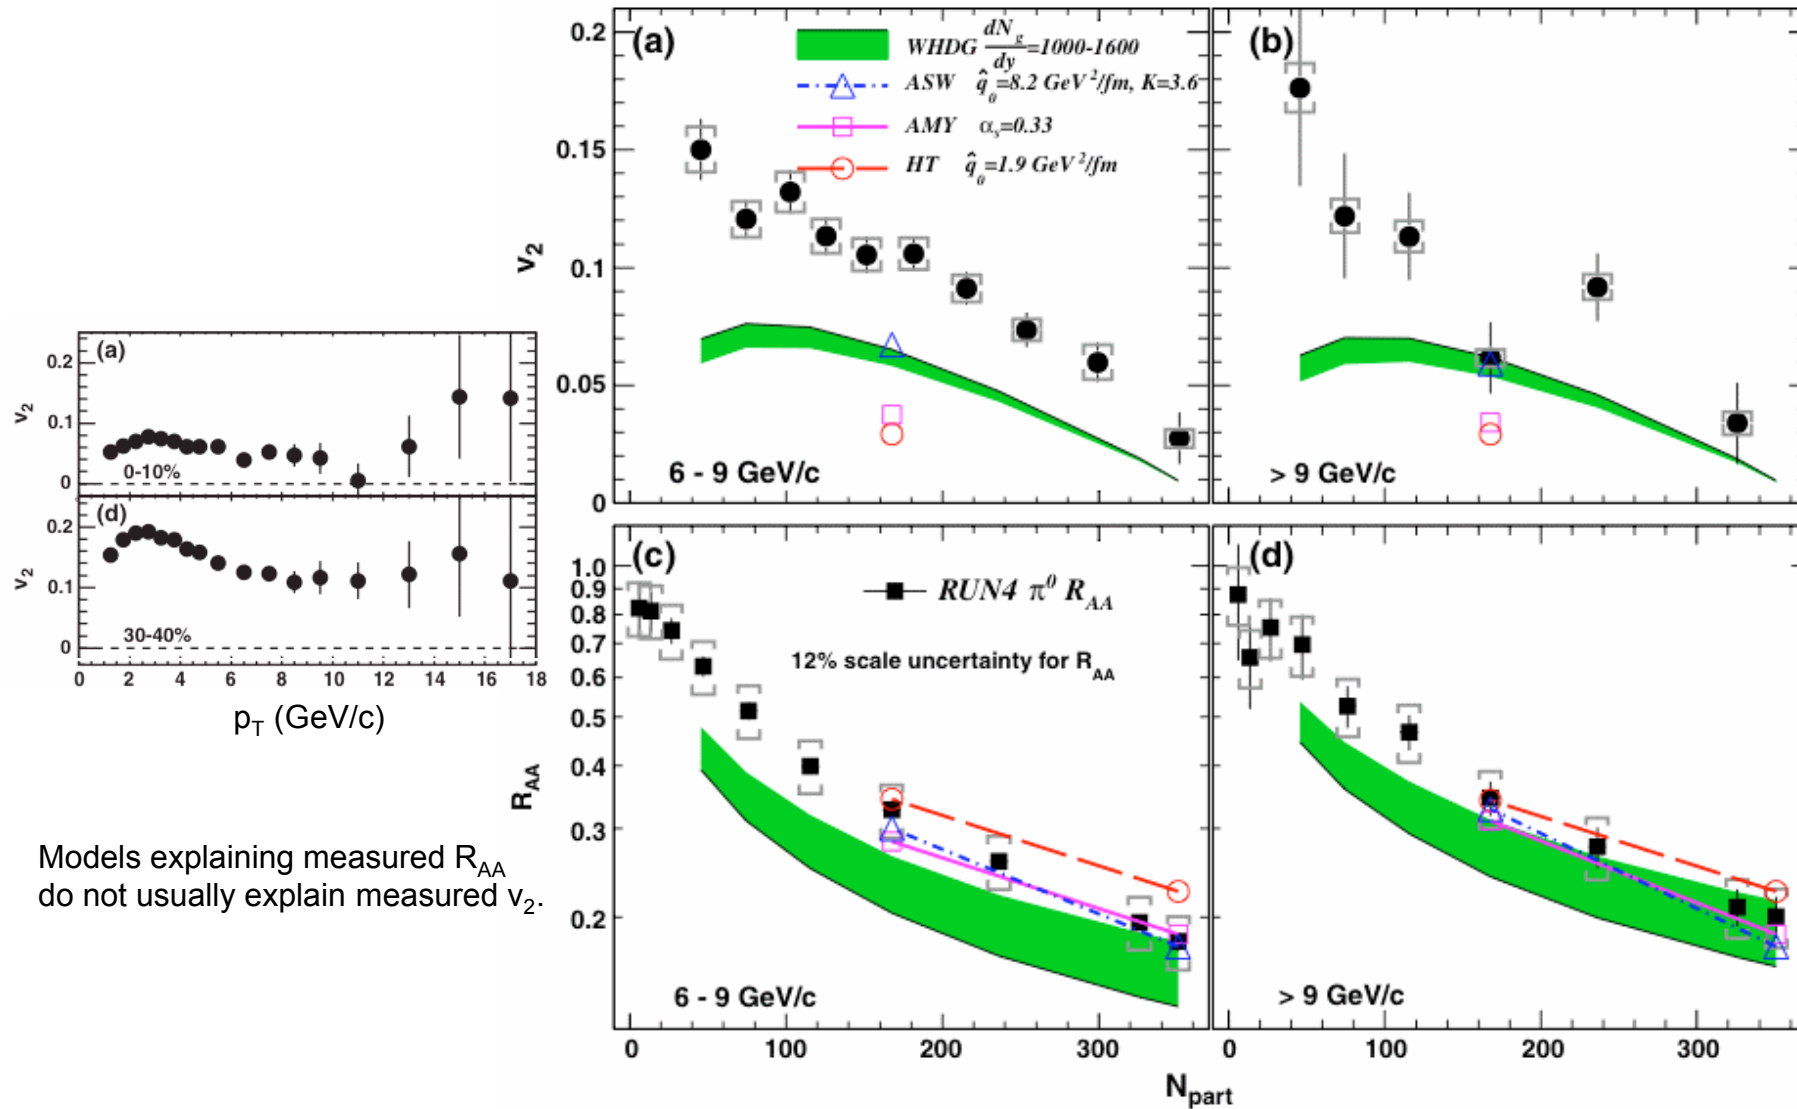 (a)
0.2
0.1
0
v2
0-10%
(d)
0.2
0.1
0
v2
30-40%
0 2 4 6 8 10 12 14 16 18
pT (GeV/c)
Models explaining measured RAA
do not usually explain measured v2.
(a)
WHDG dNg/dy=1000-1600
ASW q̂0=8.2 GeV²/fm, K=3.6
AMY αs=0.33
HT q̂0=1.9 GeV²/fm
0.2
0.15
0.1
0.05
0
v2
6 - 9 GeV/c
(b)
> 9 GeV/c
(c)
RUN4 π⁰ RAA
12% scale uncertainty for RAA
1.0
0.9
0.8
0.7
0.6
0.5
0.4
0.3
0.2
RAA
6 - 9 GeV/c
(d)
> 9 GeV/c
0 100 200 300
0 100 200 300
Npart